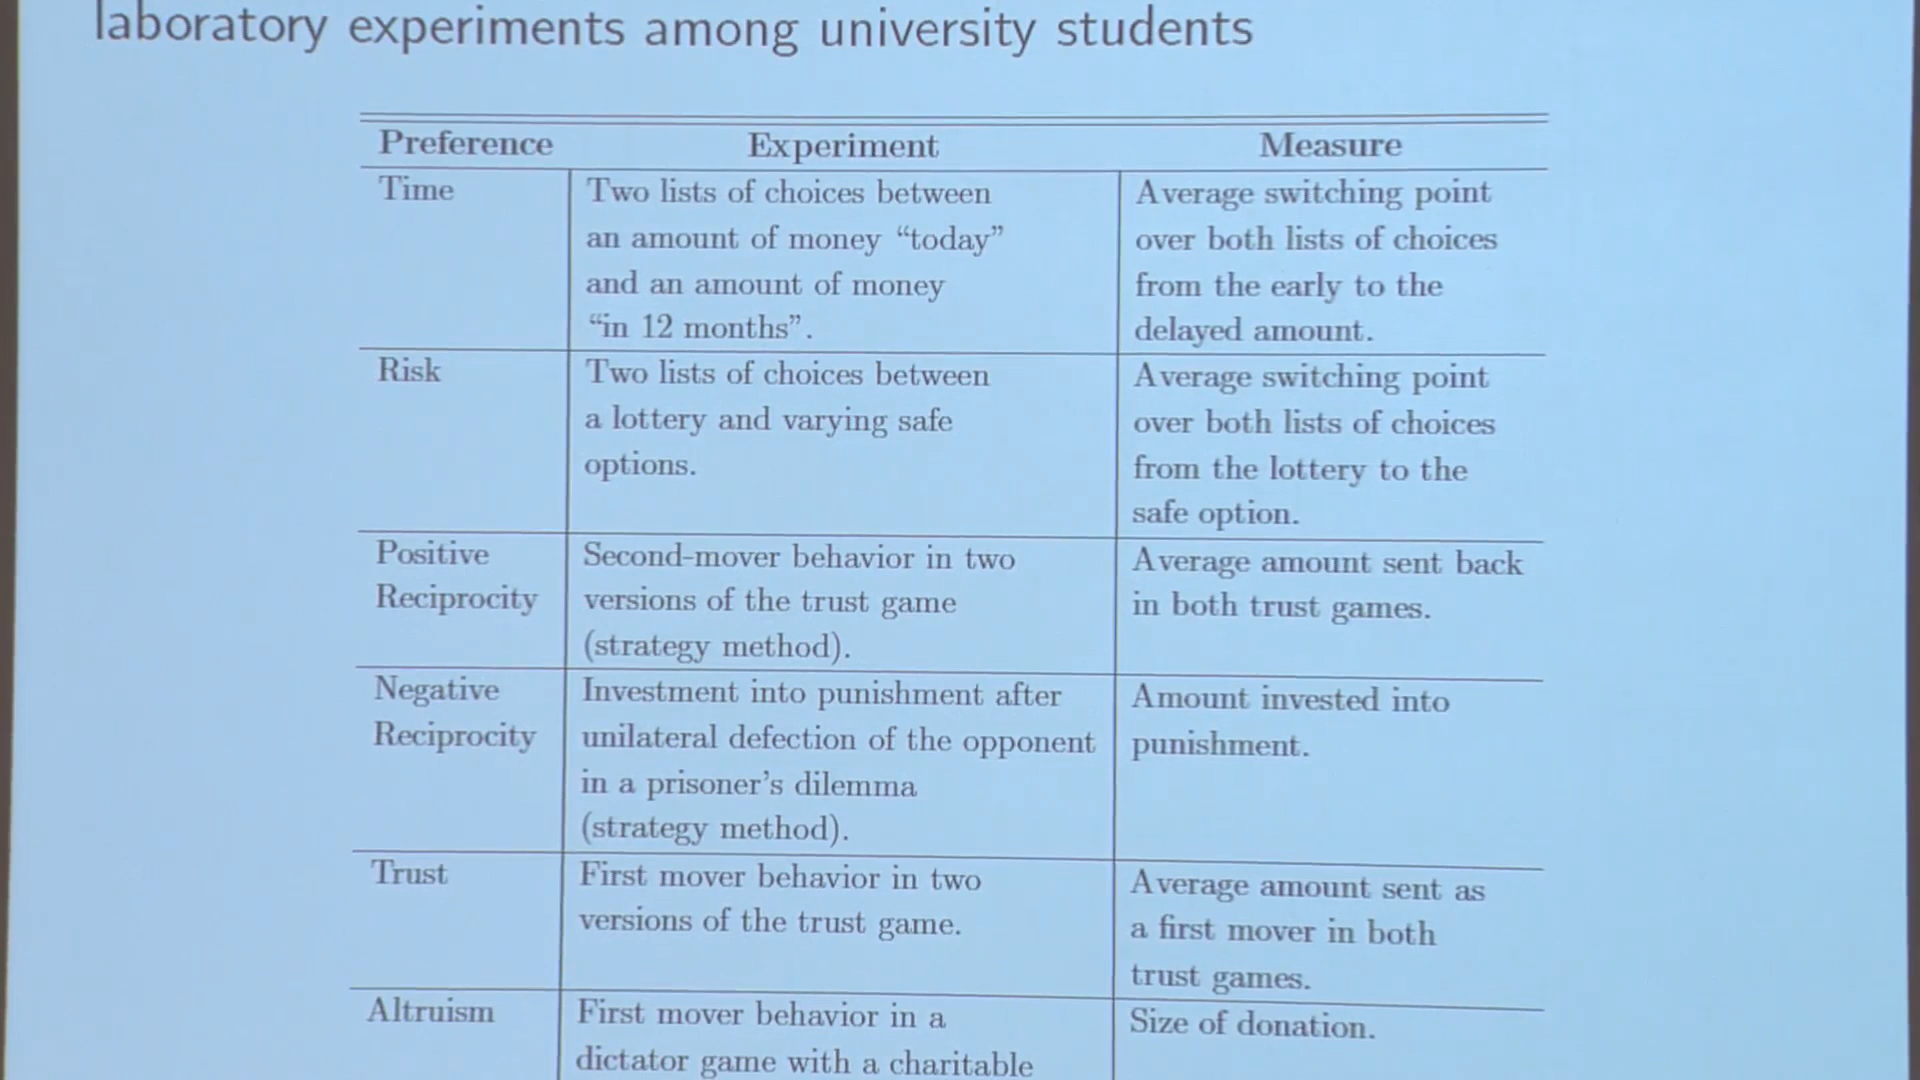 laboratory experiments among university students
Preference Experiment Measure
Time Two lists of choices between Average switching point
an amount of money “today” over both lists of choices
and an amount of money from the early to the
“in 12 months”. delayed amount.
Risk Two lists of choices between Average switching point
a lottery and varying safe over both lists of choices
options. from the lottery to the
safe option.
Positive Second-mover behavior in two Average amount sent back
Reciprocity versions of the trust game in both trust games.
(strategy method).
Negative Investment into punishment after Amount invested into
Reciprocity unilateral defection of the opponent punishment.
in a prisoner’s dilemma
(strategy method).
Trust First mover behavior in two Average amount sent as
versions of the trust game. a first mover in both
trust games.
Altruism First mover behavior in a Size of donation.
dictator game with a charitable